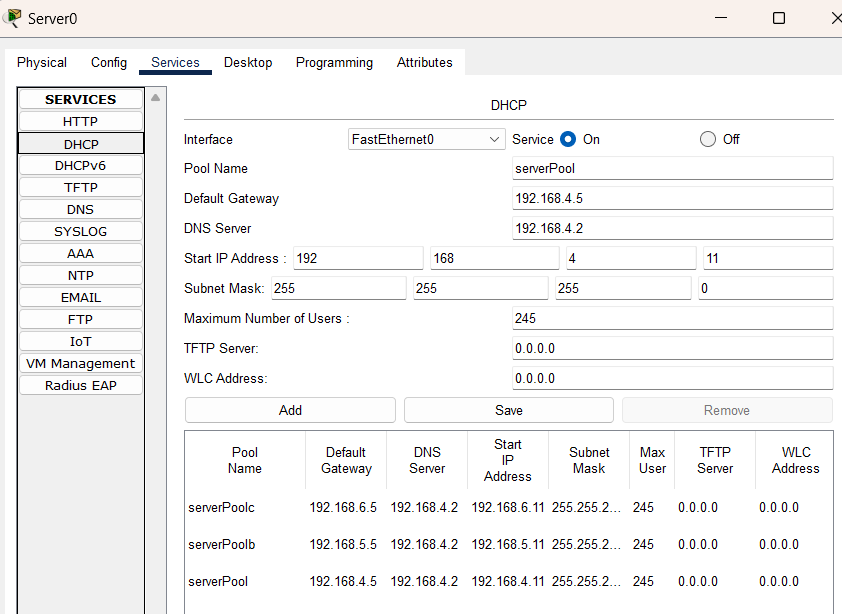 Server0
Physical Config Services Desktop Programming Attributes
SERVICES
HTTP
DHCP
DHCPv6
TFTP
DNS
SYSLOG
AAA
NTP
EMAIL
FTP
IoT
VM Management
Radius EAP
DHCP
Interface FastEthernet0 Service On Off
Pool Name serverPool
Default Gateway 192.168.4.5
DNS Server 192.168.4.2
Start IP Address : 192 168 4 11
Subnet Mask: 255 255 255 0
Maximum Number of Users : 245
TFTP Server: 0.0.0.0
WLC Address: 0.0.0.0
Add Save Remove
Pool Name Default Gateway DNS Server Start IP Address Subnet Mask Max User TFTP Server WLC Address
serverPoolc 192.168.6.5 192.168.4.2 192.168.6.11 255.255.2... 245 0.0.0.0 0.0.0.0
serverPoolb 192.168.5.5 192.168.4.2 192.168.5.11 255.255.2... 245 0.0.0.0 0.0.0.0
serverPool 192.168.4.5 192.168.4.2 192.168.4.11 255.255.2... 245 0.0.0.0 0.0.0.0